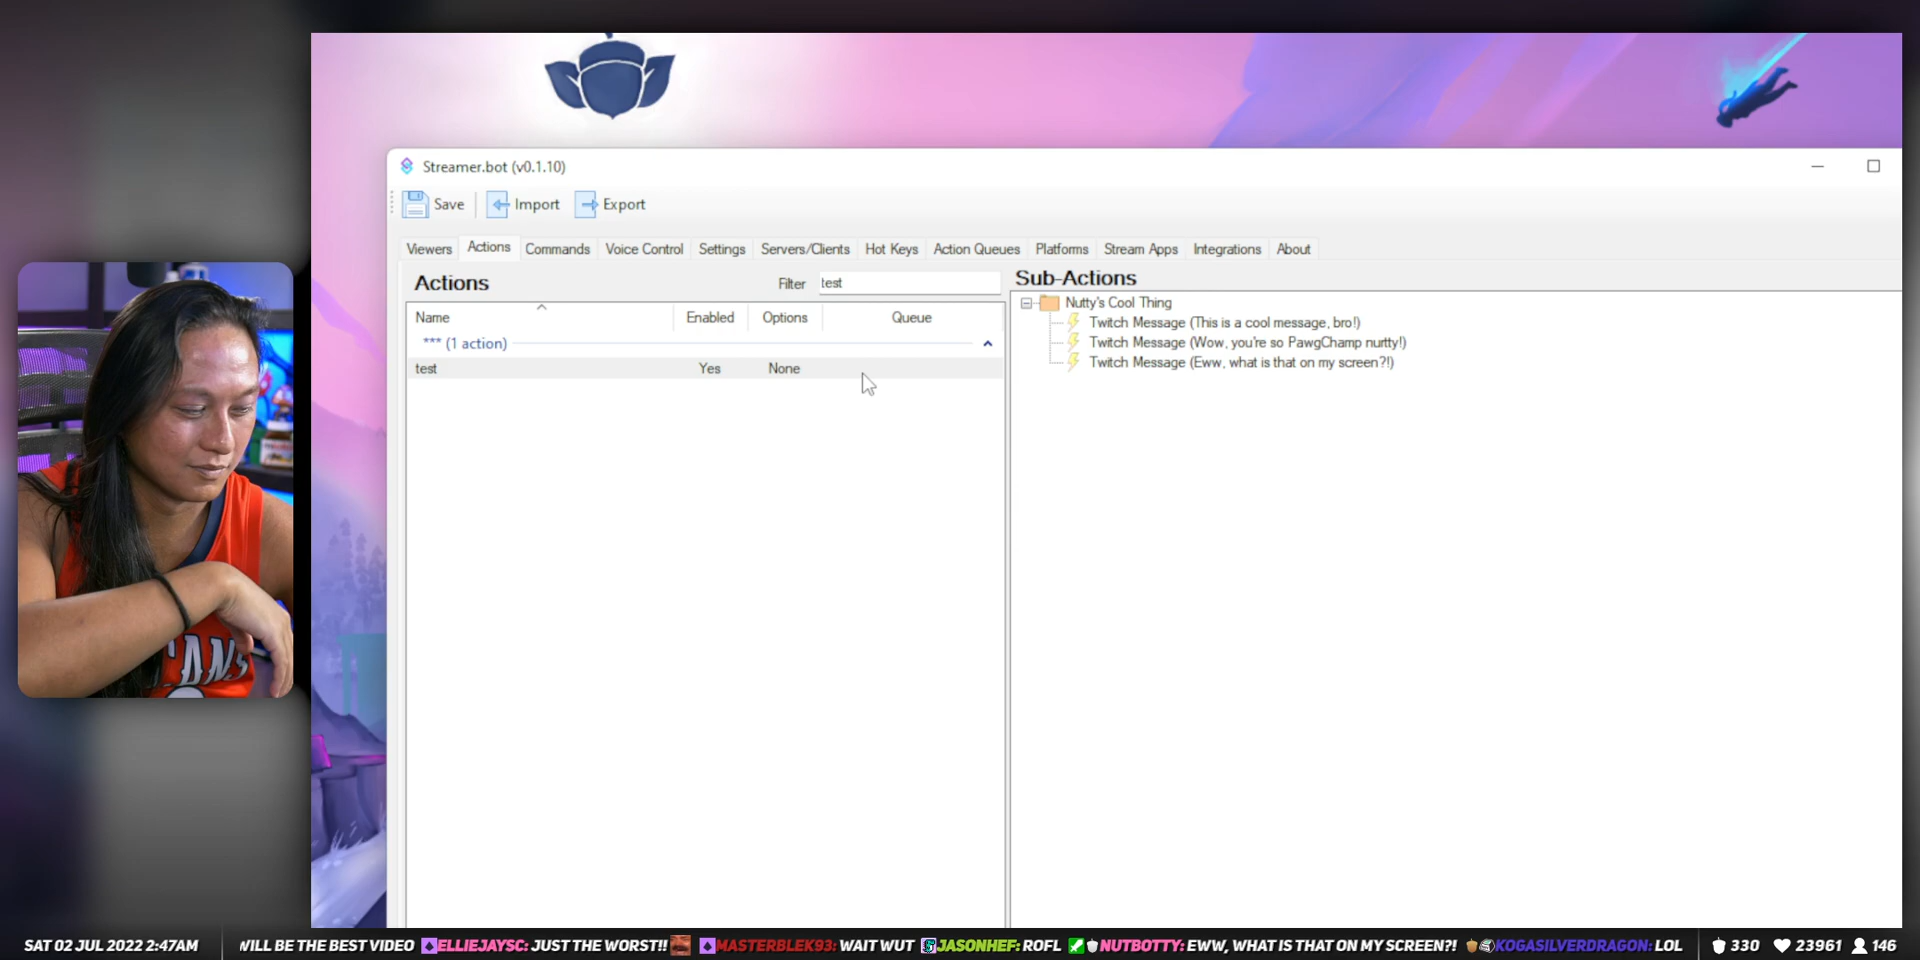 Streamer.bot (v0.1.10)
Save Import Export
Viewers Actions Commands Voice Control Settings Servers/Clients Hot Keys Action Queues Platforms Stream Apps Integrations About
Actions Filter test
Name Enabled Options Queue
*** (1 action)
test Yes None
Sub-Actions
Nutty's Cool Thing
Twitch Message (This is a cool message, bro!)
Twitch Message (Wow, you're so PawgChamp nurtty!)
Twitch Message (Eww, what is that on my screen?!)
SAT 02 JUL 2022 2:47AM WILL BE THE BEST VIDEO ELLIEJAYSC: JUST THE WORST!! MASTERBLEK93: WAIT WUT JASONHEF: ROFL NUTBOTTY: EWW, WHAT IS THAT ON MY SCREEN?! KOGASILVERDRAGON: LOL 330 23961 146